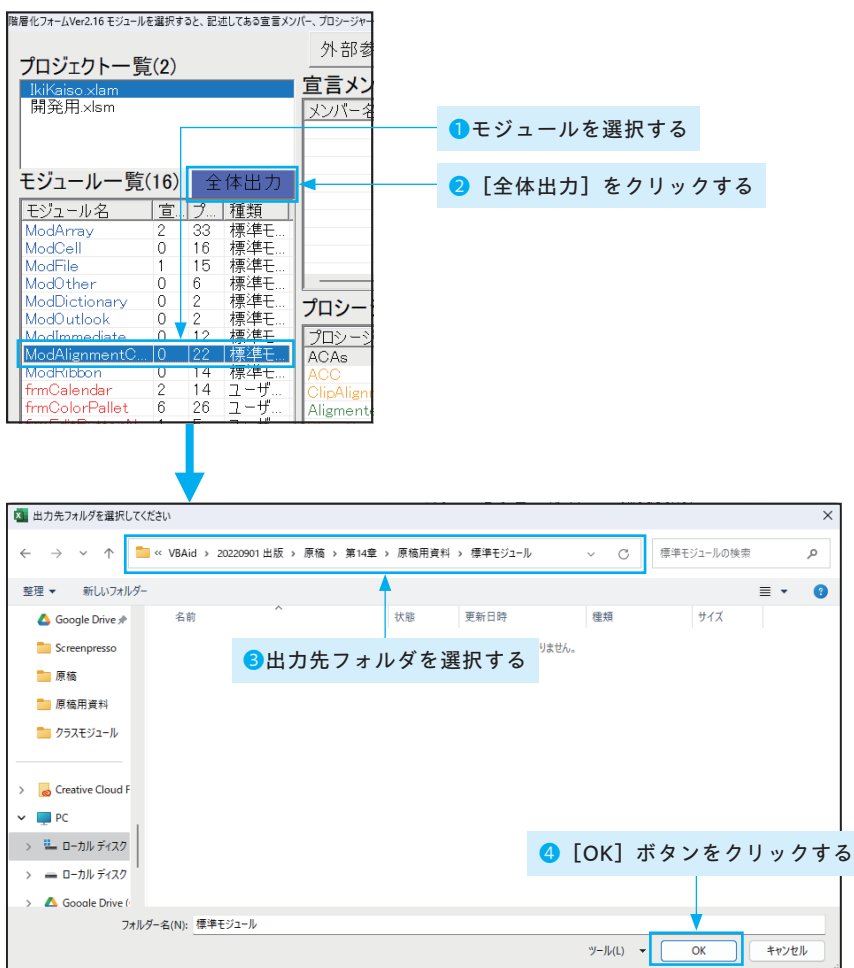 階層化フォームVer2.16 モジュールを選択すると、記述してある宣言メンバー、プロシージャー
外部参
プロジェクト一覧(2)
IkiKaiso.xlam
開発用.xlsm
宣言メン
メンバー名
❶モジュールを選択する
モジュール一覧(16)
全体出力
❷［全体出力］をクリックする
モジュール名 宣... プ... 種類
ModArray 2 33 標準モ...
ModCell 0 16 標準モ...
ModFile 1 15 標準モ...
ModOther 0 6 標準モ...
ModDictionary 0 2 標準モ...
ModOutlook 0 2 標準モ...
ModImmediate 0 12 標準モ...
ModAlignmentC... 0 22 標準モ...
ModRibbon 0 14 標準モ...
frmCalendar 2 14 ユーザ...
frmColorPallet 6 26 ユーザ...
プロシー
プロシージ
ACAs
ACC
ClipAlign
Aligmente
出力先フォルダを選択してください
« VBAid › 20220901 出版 › 原稿 › 第14章 › 原稿用資料 › 標準モジュール
標準モジュールの検索
整理 新しいフォルダー
名前 状態 更新日時 種類 サイズ
りません。
❸出力先フォルダを選択する
Google Drive
Screenpresso
原稿
原稿用資料
クラスモジュール
Creative Cloud F
PC
ローカル ディスク
ローカル ディスク
Google Drive (
❹［OK］ボタンをクリックする
フォルダー名(N): 標準モジュール
ツール(L) OK キャンセル